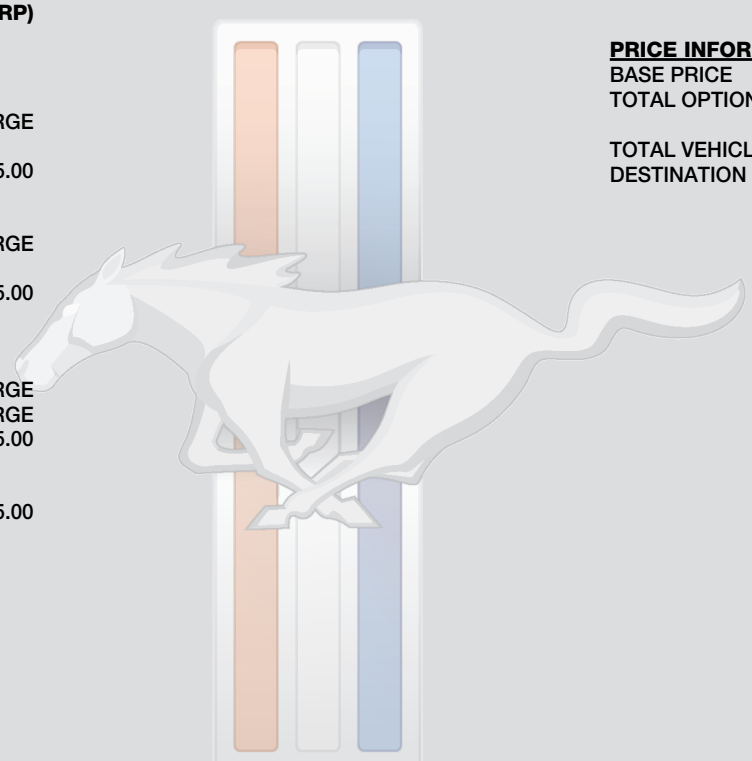 RP)
RGE
5.00
RGE
5.00
RGE
RGE
5.00
5.00
PRICE INFOR
BASE PRICE
TOTAL OPTION
TOTAL VEHICL
DESTINATION